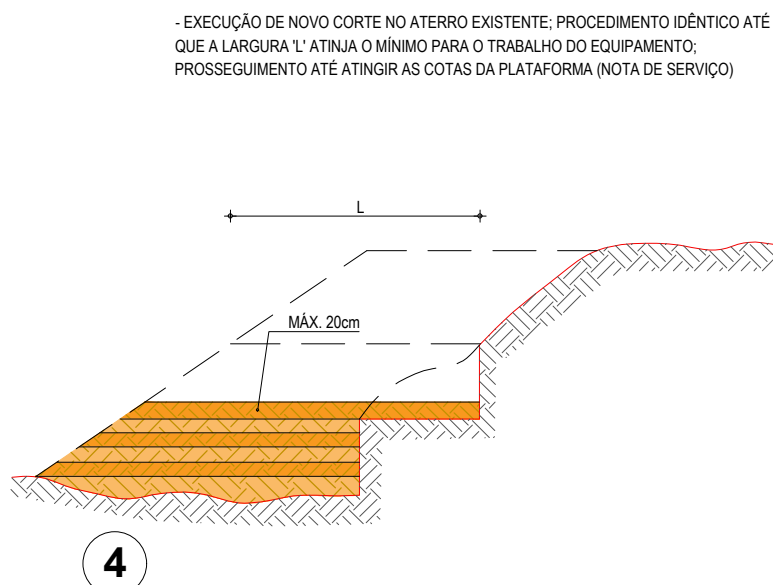 - EXECUÇÃO DE NOVO CORTE NO ATERRO EXISTENTE; PROCEDIMENTO IDÊNTICO ATÉ
QUE A LARGURA 'L' ATINJA O MÍNIMO PARA O TRABALHO DO EQUIPAMENTO;
PROSSEGUIMENTO ATÉ ATINGIR AS COTAS DA PLATAFORMA (NOTA DE SERVIÇO)
L
MÁX. 20cm
4